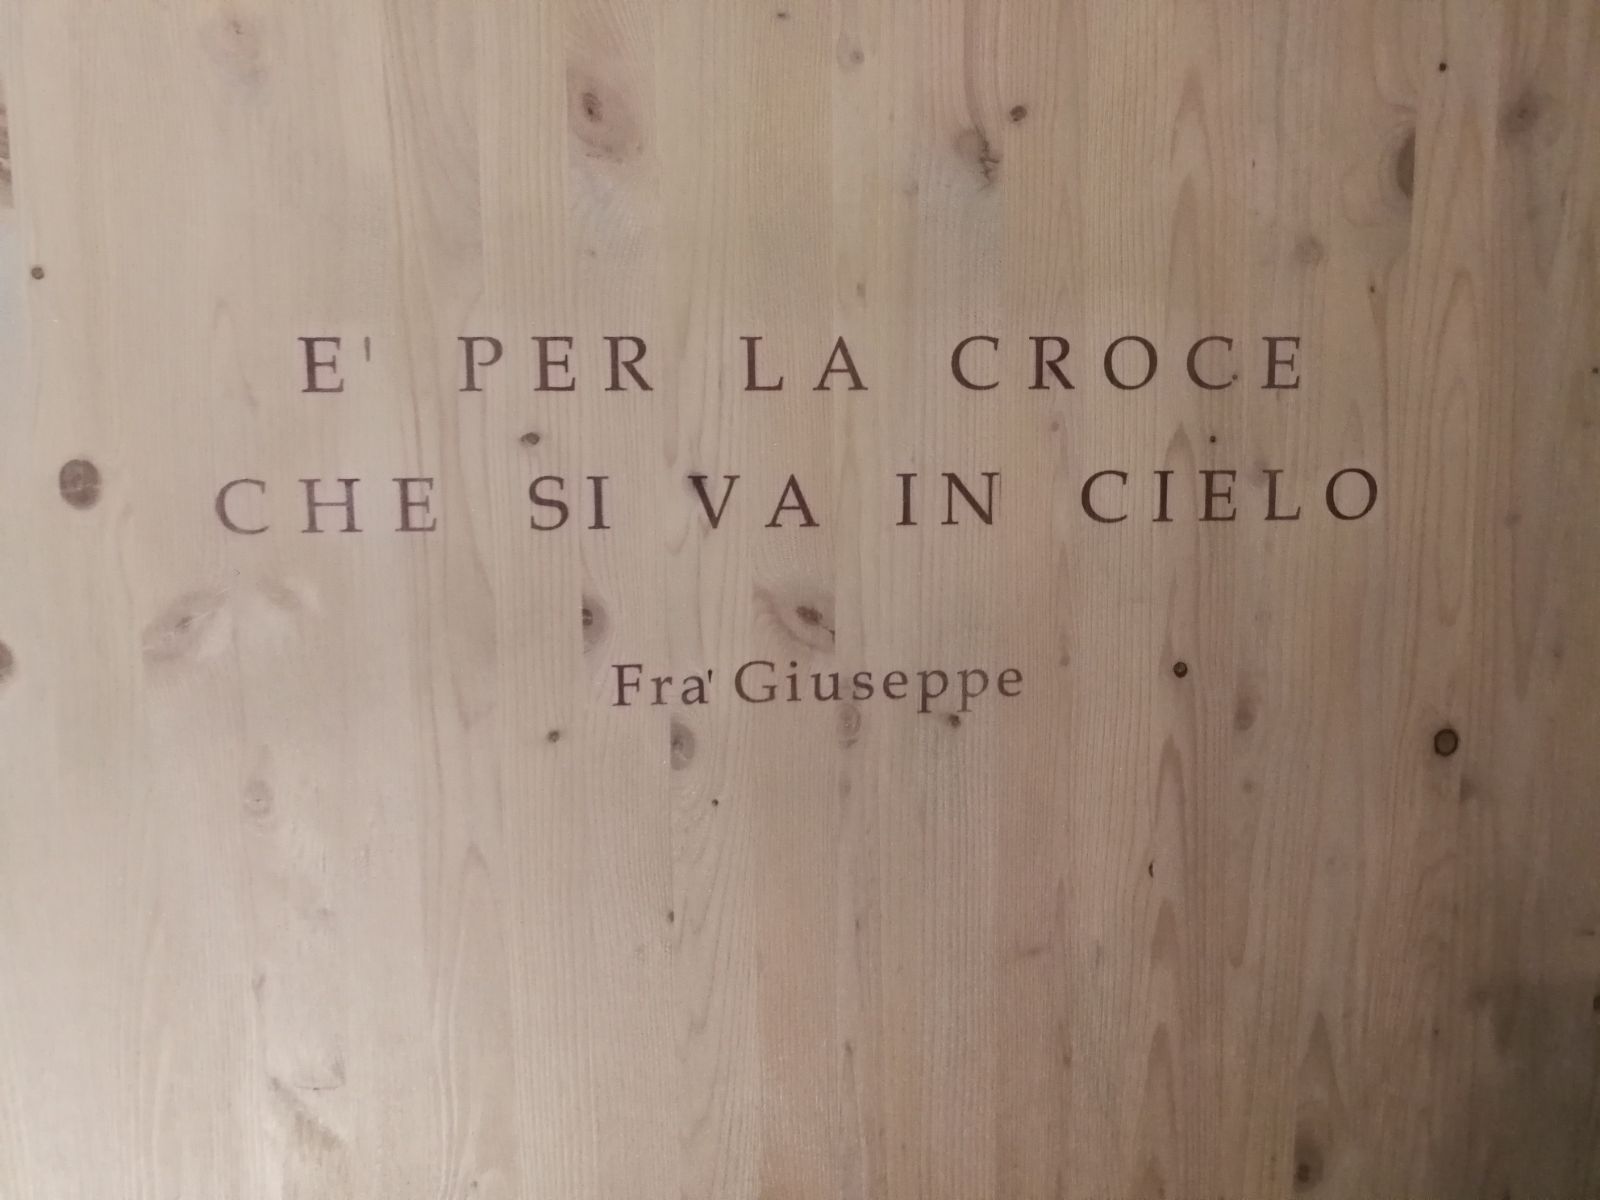 E' PER LA CROCE
CHE SI VA IN CIELO
Fra' Giuseppe